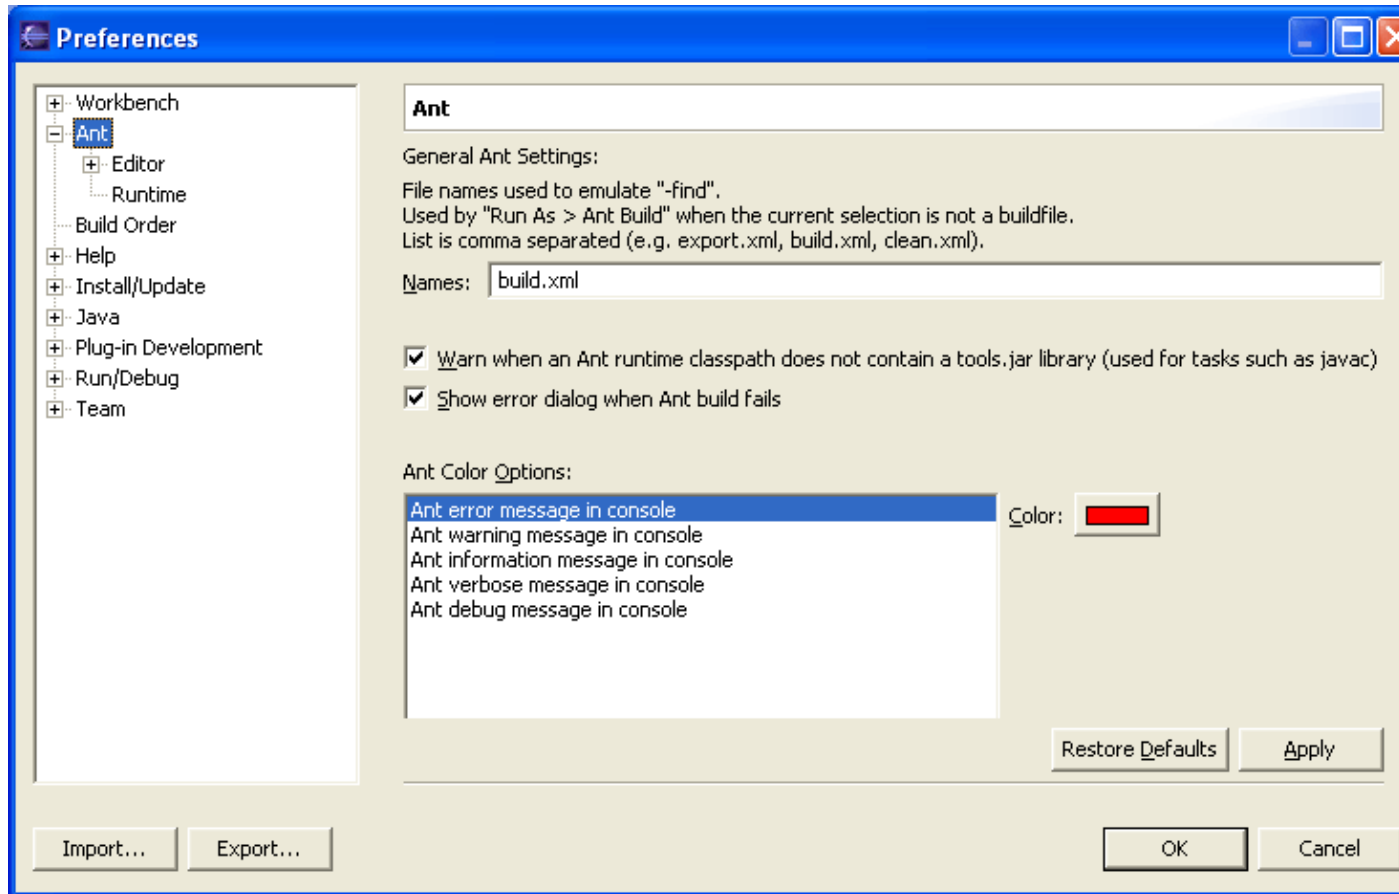 Preferences
Workbench
Ant
Editor
Runtime
Build Order
Help
Install/Update
Java
Plug-in Development
Run/Debug
Team
Ant
General Ant Settings:
File names used to emulate "-find".
Used by "Run As > Ant Build" when the current selection is not a buildfile.
List is comma separated (e.g. export.xml, build.xml, clean.xml).
Names: build.xml
Warn when an Ant runtime classpath does not contain a tools.jar library (used for tasks such as javac)
Show error dialog when Ant build fails
Ant Color Options:
Ant error message in console
Ant warning message in console
Ant information message in console
Ant verbose message in console
Ant debug message in console
Color:
Restore Defaults Apply
Import... Export... OK Cancel